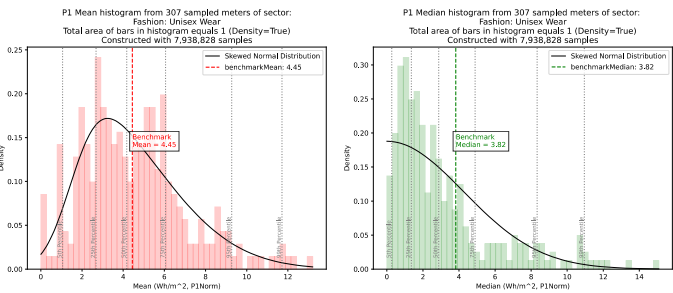 P1 Mean histogram from 307 sampled meters of sector:
Fashion: Unisex Wear
Total area of bars in histogram equals 1 (Density=True)
Constructed with 7,938,828 samples
Skewed Normal Distribution
benchmarkMean: 4.45
Benchmark
Mean = 4.45
Density
0.25
0.20
0.15
0.10
0.05
0.00
0 2 4 6 8 10 12
Mean (Wh/m^2, P1Norm)
P1 Median histogram from 307 sampled meters of sector:
Fashion: Unisex Wear
Total area of bars in histogram equals 1 (Density=True)
Constructed with 7,938,828 samples
Skewed Normal Distribution
benchmarkMedian: 3.82
Benchmark
Median = 3.82
Density
0.30
0.25
0.20
0.15
0.10
0.05
0.00
0 2 4 6 8 10 12 14
Median (Wh/m^2, P1Norm)